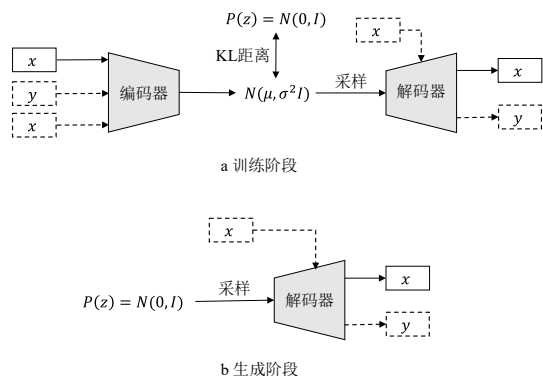 P(z) = N(0, I)
x
KL距离
x
y
x
编码器
N(μ, σ²I)
采样
解码器
x
y
a 训练阶段
x
P(z) = N(0, I)
采样
解码器
x
y
b 生成阶段